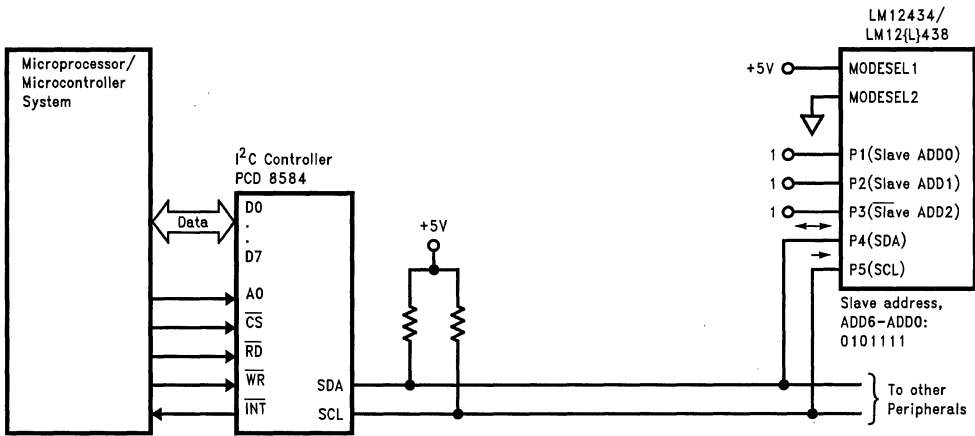 LM12434/
LM12{L}438
Microprocessor/
Microcontroller
System
+5V
MODESEL1
MODESEL2
I²C Controller
PCD 8584
1
P1(Slave ADD0)
1
P2(Slave ADD1)
1
P3(Slave ADD2)
D0
.
.
D7
Data
+5V
P4(SDA)
P5(SCL)
A0
CS
RD
WR
INT
SDA
SCL
Slave address,
ADD6-ADD0:
0101111
To other
Peripherals